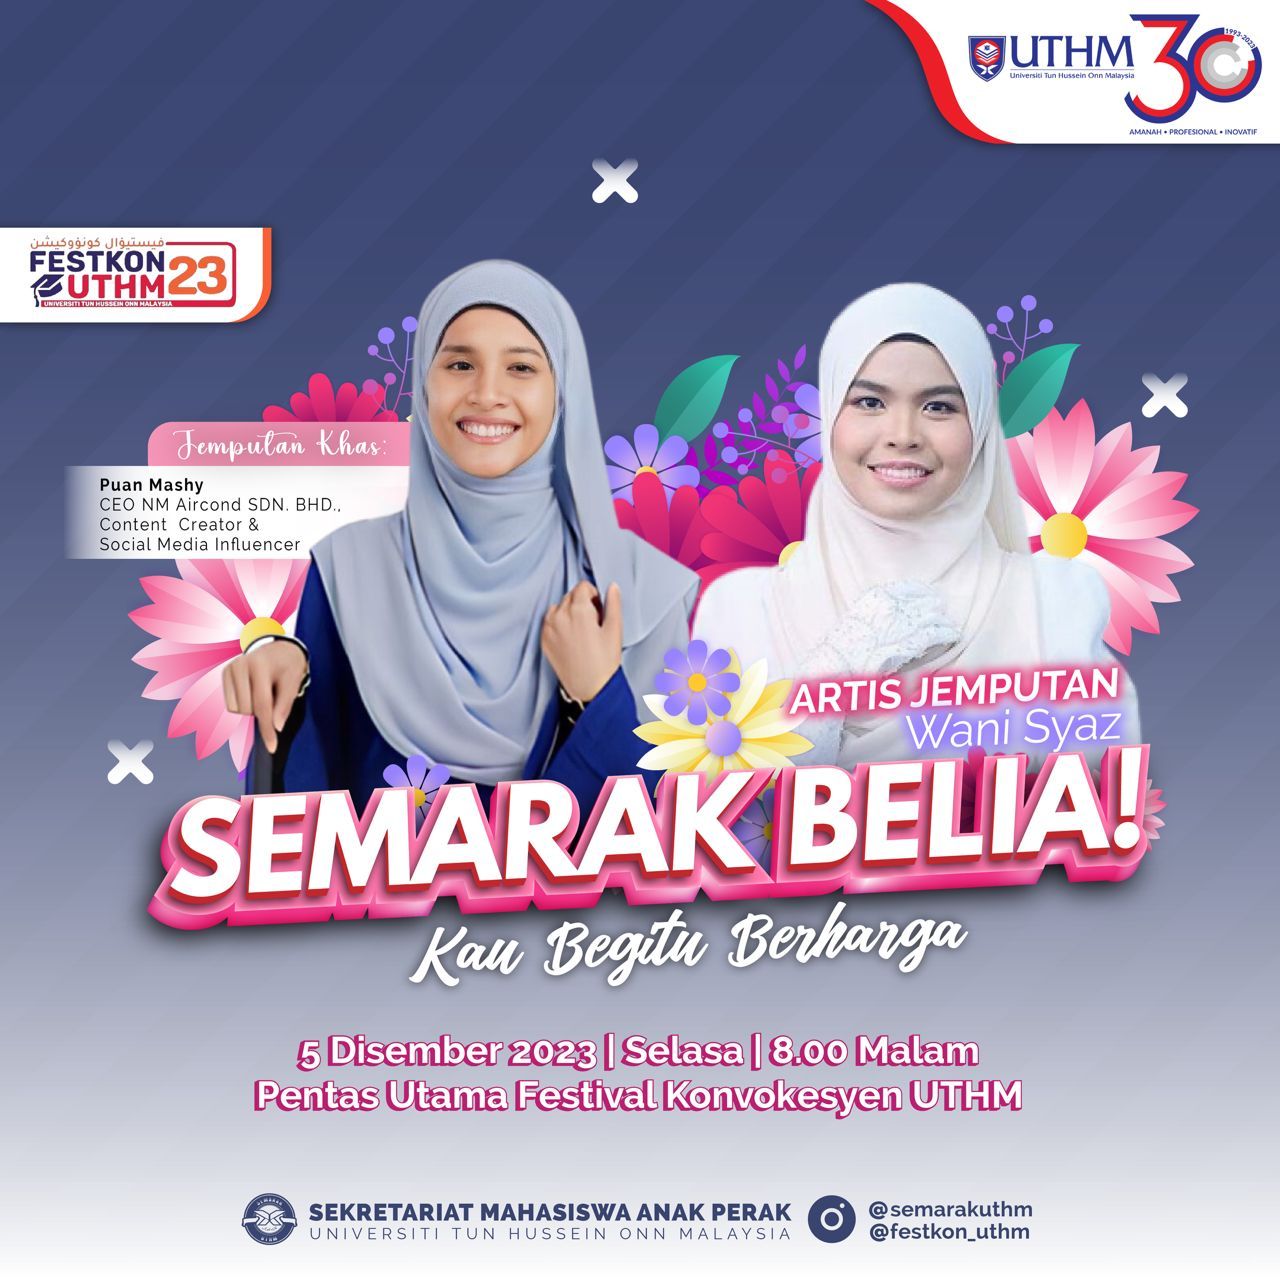 UTHM
Universiti Tun Hussein Onn Malaysia
30
1993-2023
AMANAH • PROFESIONAL • INOVATIF
فيستيۏال كونۏوكيشن
FESTKON
UTHM 23
UNIVERSITI TUN HUSSEIN ONN MALAYSIA
Jemputan Khas:
Puan Mashy
CEO NM Aircond SDN. BHD.,
Content Creator &
Social Media Influencer
ARTIS JEMPUTAN
Wani Syaz
SEMARAK BELIA!
Kau Begitu Berharga
5 Disember 2023 | Selasa | 8.00 Malam
Pentas Utama Festival Konvokesyen UTHM
SEKRETARIAT MAHASISWA ANAK PERAK
UNIVERSITI TUN HUSSEIN ONN MALAYSIA
@semarakuthm
@festkon_uthm